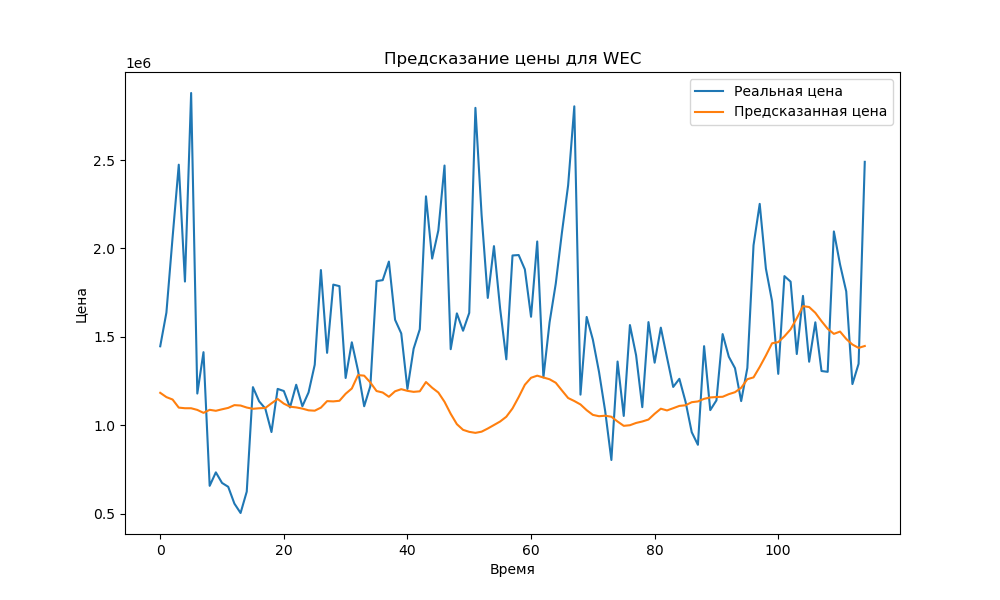 Предсказание цены для WEC
1e6
Реальная цена
Предсказанная цена
2.5
2.0
1.5
1.0
0.5
Цена
0 20 40 60 80 100
Время